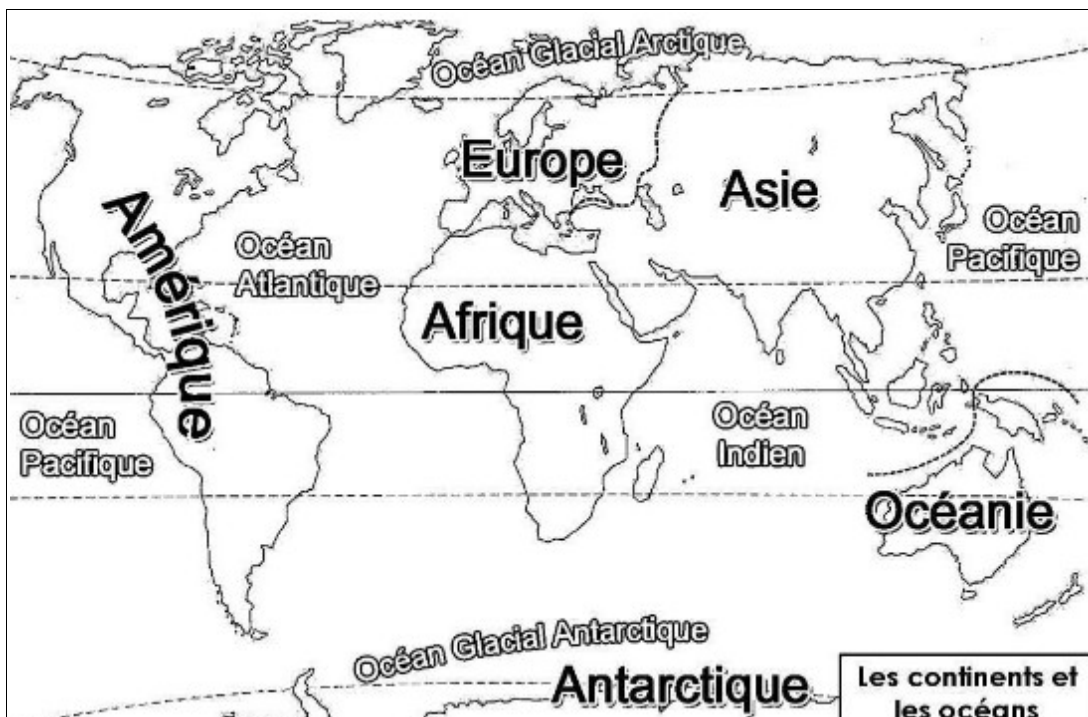 Océan Glacial Arctique
Europe
Asie
Amérique
Océan
Atlantique
Océan
Pacifique
Afrique
Océan
Pacifique
Océan
Indien
Océanie
Océan Glacial Antarctique
Antarctique
Les continents et
les océans